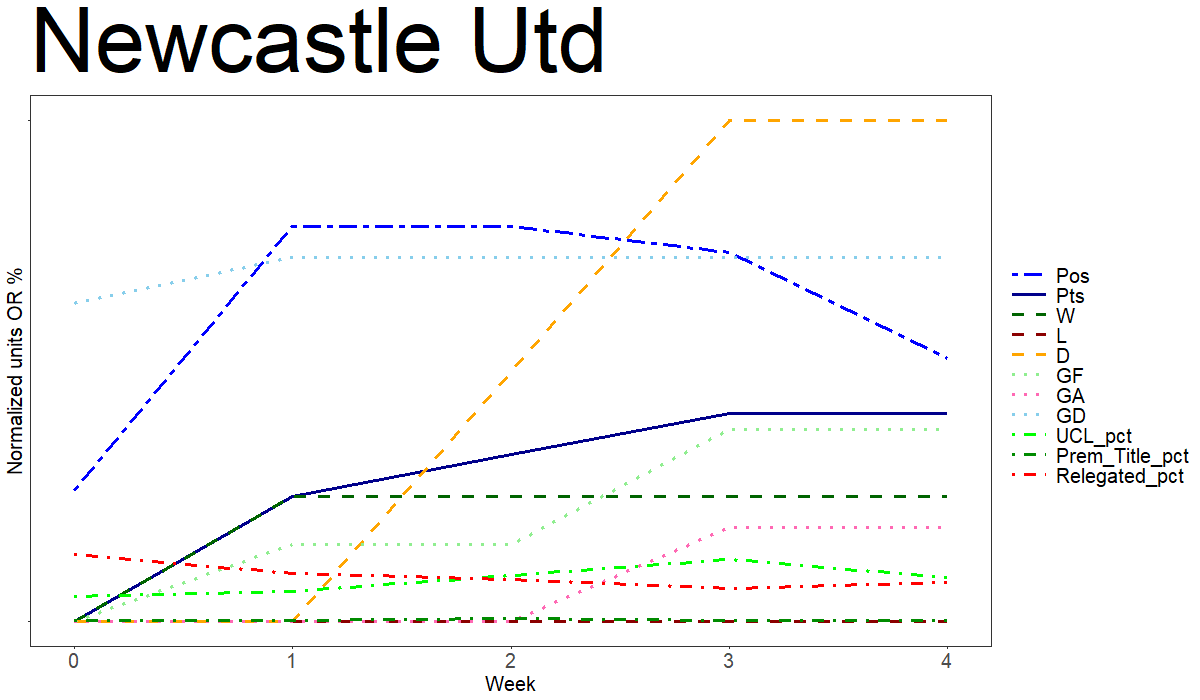 Newcastle Utd
Normalized units OR %
Pos
Pts
W
L
D
GF
GA
GD
UCL_pct
Prem_Title_pct
Relegated_pct
0 1 2 3 4
Week